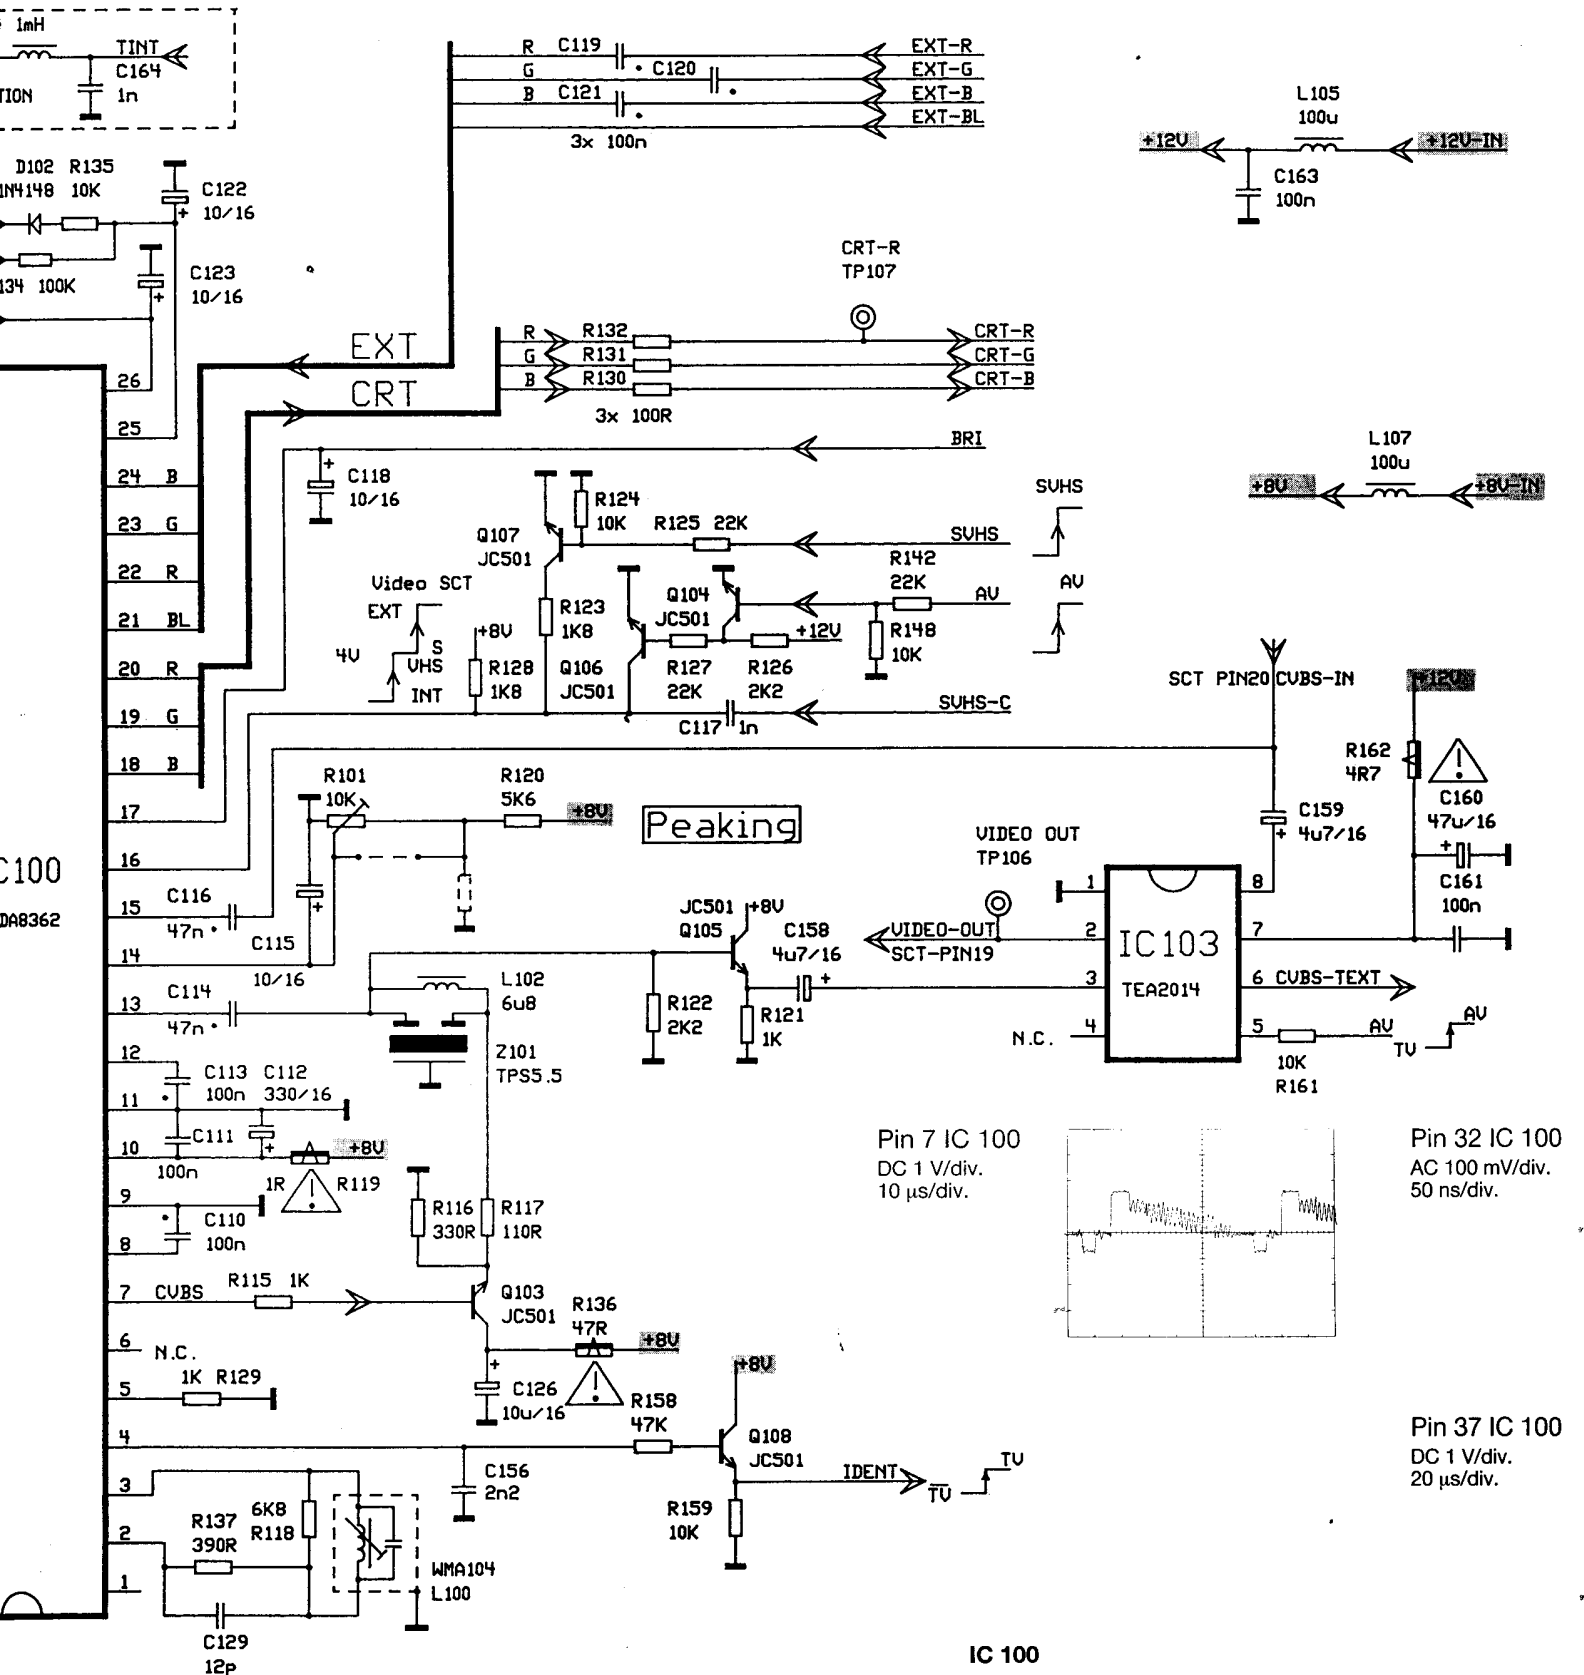 1mH
TINT
C164
1n
TION
R C119
EXT-R
G C120
EXT-G
B C121
EXT-B
EXT-BL
3x 100n
L105
100u
+12V
+12V-IN
C163
100n
D102 R135
1N4148 10K
C122
10/16
C123
10/16
134 100K
CRT-R
TP107
EXT
CRT
R R132
CRT-R
G R131
CRT-G
B R130
CRT-B
3x 100R
BRI
C118
10/16
L107
100u
+8V
+8V-IN
26
25
24 B
23 G
22 R
21 BL
20 R
19 G
18 B
17
16
15
14
13
12
11
10
9
8
7 CVBS
6 N.C.
5
4
3
2
1
C100
DA8362
R124
10K
Q107
JC501
R125 22K
SVHS
SVHS
R142
22K
AV
AV
Video SCT
EXT
4V
S
VHS
INT
R123
1K8
Q104
JC501
+8V
R128
1K8
Q106
JC501
R127
22K
R126
2K2
+12V
R148
10K
C117 1n
SVHS-C
SCT PIN20 CVBS-IN
+12V
R162
4R7
C160
47u/16
C161
100n
C159
4u7/16
R101
10K
R120
5K6
+8V
Peaking
C116
47n
C115
10/16
C114
47n
L102
6u8
Z101
TPS5.5
JC501
Q105
+8V
C158
4u7/16
R122
2K2
R121
1K
VIDEO OUT
TP106
VIDEO-OUT
SCT-PIN19
1
2
3
N.C. 4
IC103
TEA2014
8
7
6 CVBS-TEXT
5
10K
R161
AV
TV
AV
C113
100n
C112
330/16
C111
100n
1R R119
+8V
C110
100n
R116
330R
R117
110R
R115 1K
Q103
JC501
R136
47R
+8V
C126
10u/16
1K R129
R158
47K
+8V
Q108
JC501
C156
2n2
IDENT
TV
TV
R159
10K
R137
390R
6K8
R118
WMA104
L100
C129
12p
Pin 7 IC 100
DC 1 V/div.
10 µs/div.
Pin 32 IC 100
AC 100 mV/div.
50 ns/div.
Pin 37 IC 100
DC 1 V/div.
20 µs/div.
IC 100